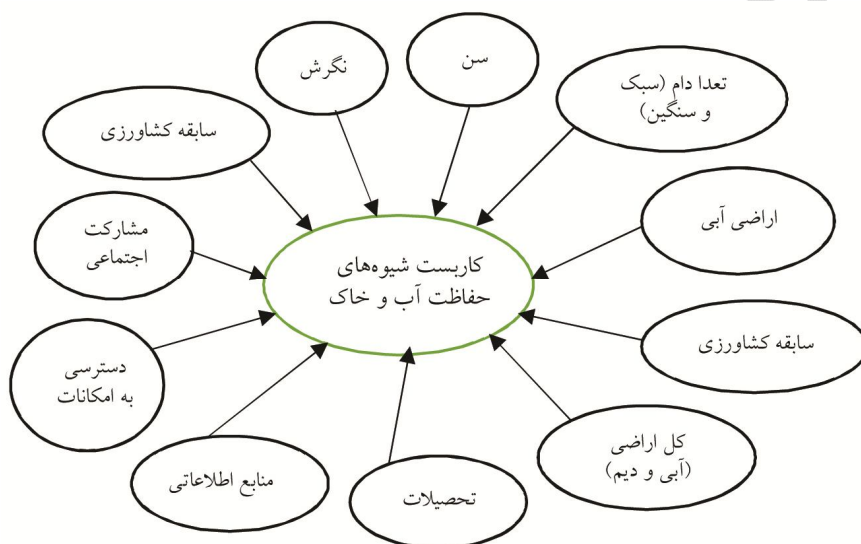 سن
نگرش
تعدا دام (سبک
و سنگین)
سابقه کشاورزی
اراضی آبی
مشارکت
اجتماعی
کاربست شیوه‌های
حفاظت آب و خاک
سابقه کشاورزی
دسترسی
به امکانات
کل اراضی
(آبی و دیم)
منابع اطلاعاتی
تحصیلات